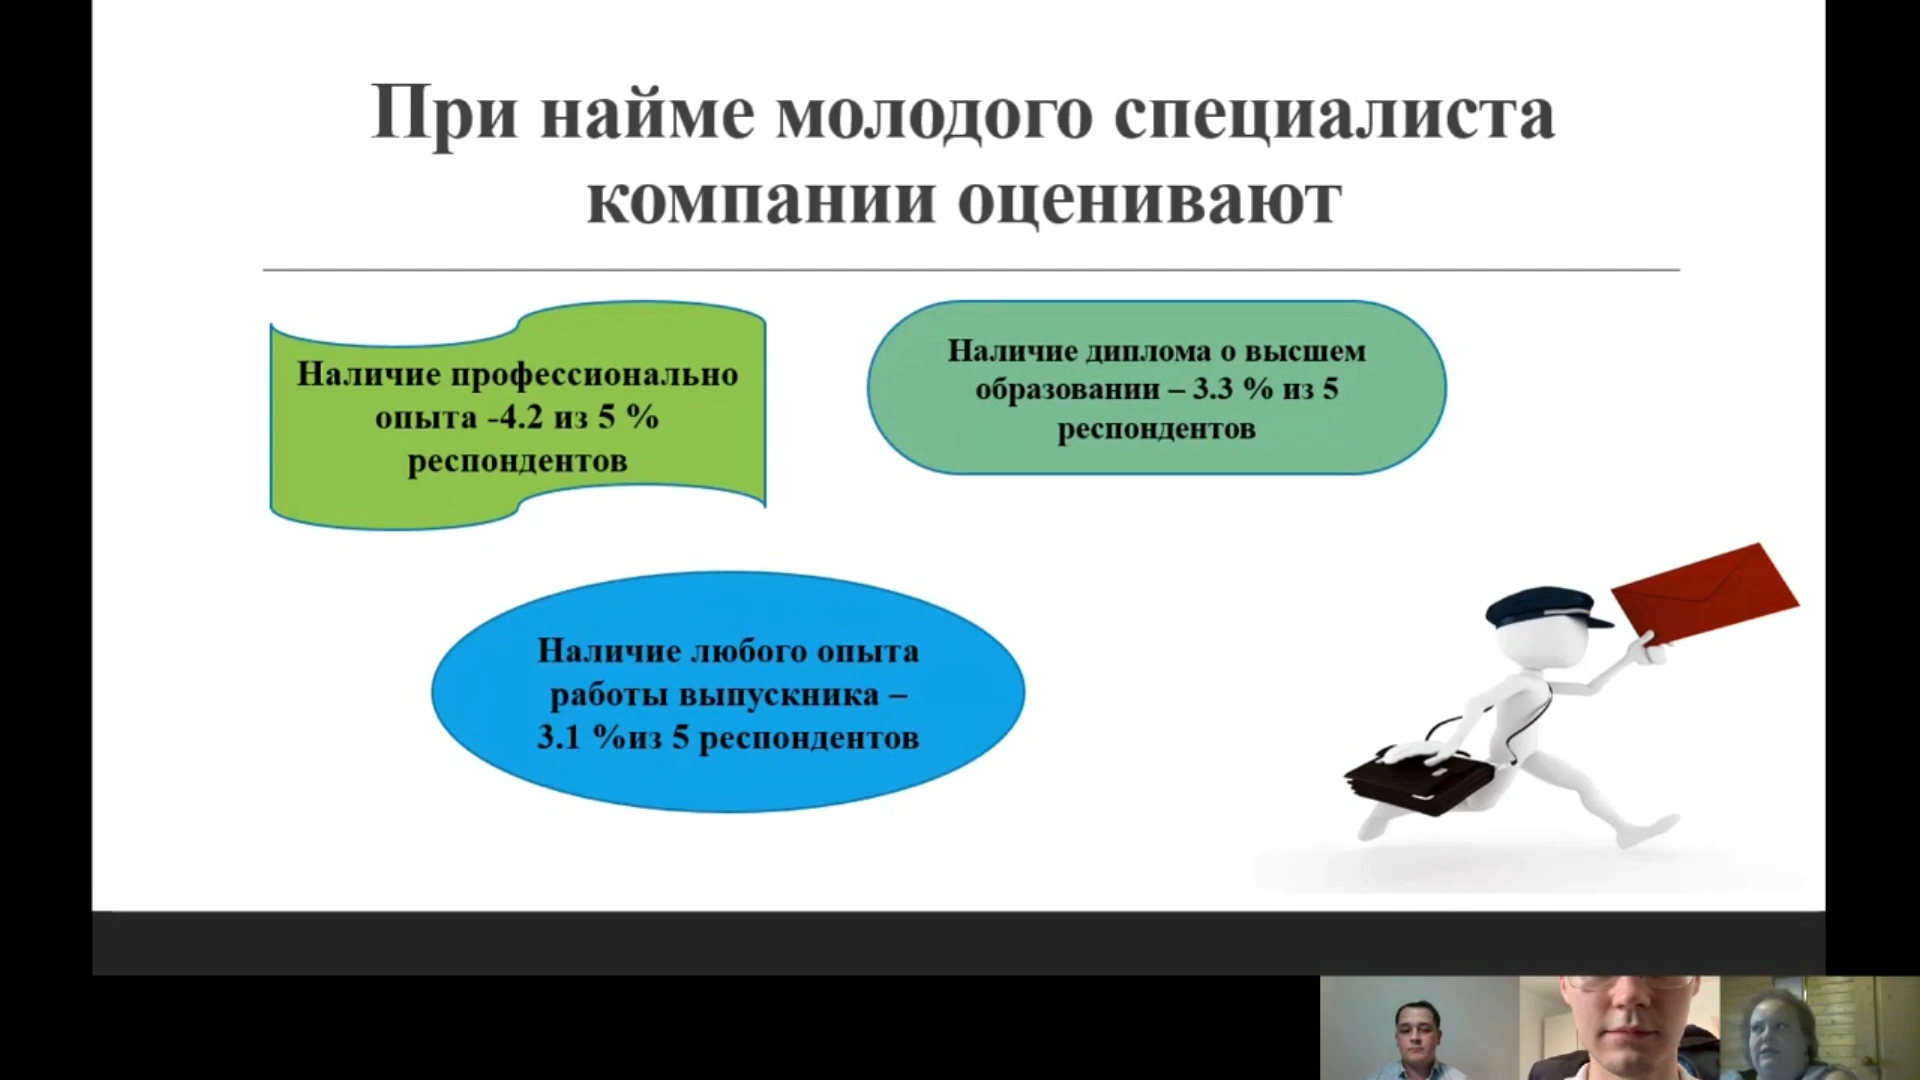 При найме молодого специалиста
компании оценивают
Наличие профессионально
опыта -4.2 из 5 %
респондентов
Наличие диплома о высшем
образовании – 3.3 % из 5
респондентов
Наличие любого опыта
работы выпускника –
3.1 %из 5 респондентов